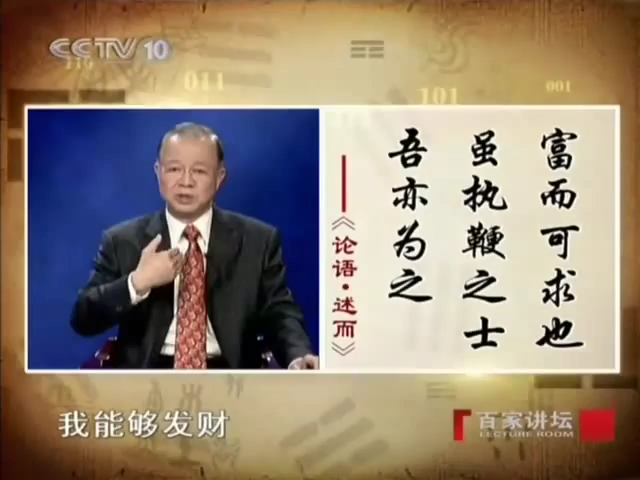 CCTV 10
110
011
101
001
富而可求也
虽执鞭之士
吾亦为之
——《论语·述而》
我能够发财
百家讲坛
LECTURE ROOM